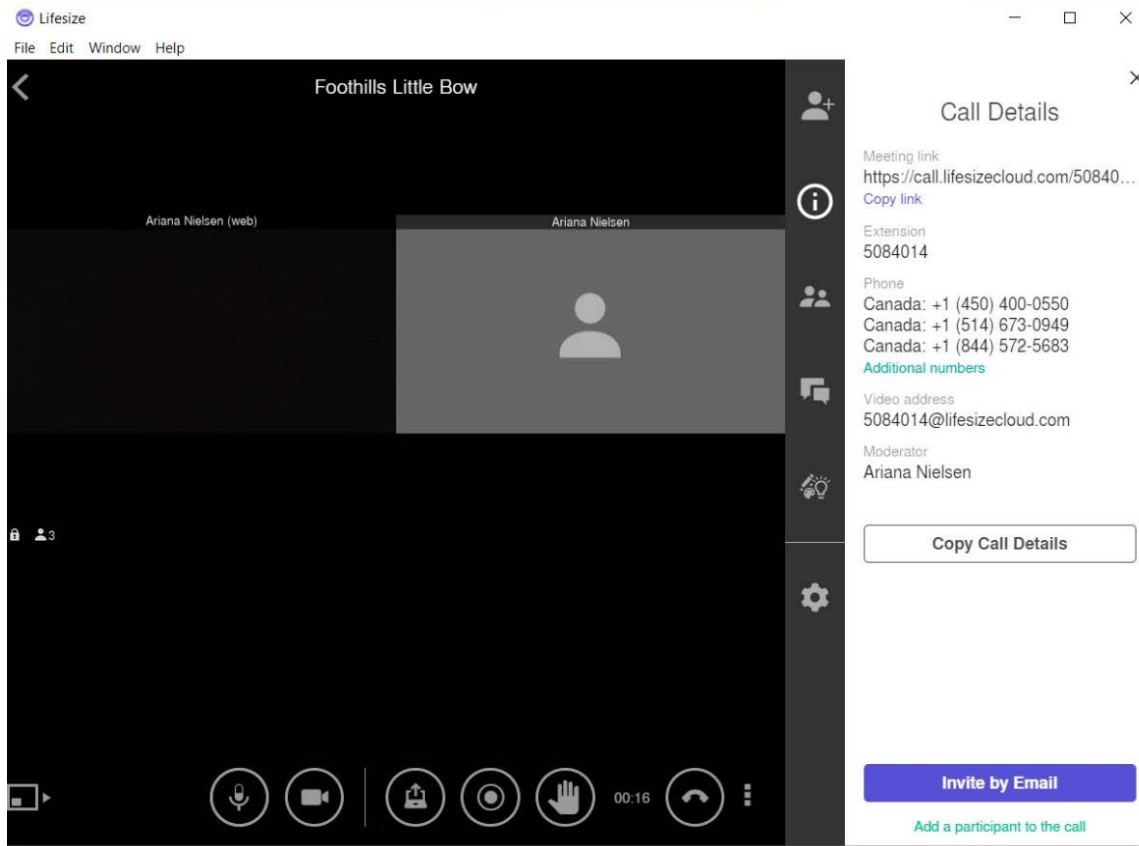 Lifesize
File Edit Window Help
Foothills Little Bow
Ariana Nielsen (web)
Ariana Nielsen
3
00:16
Call Details
Meeting link
https://call.lifesizecloud.com/50840...
Copy link
Extension
5084014
Phone
Canada: +1 (450) 400-0550
Canada: +1 (514) 673-0949
Canada: +1 (844) 572-5683
Additional numbers
Video address
5084014@lifesizecloud.com
Moderator
Ariana Nielsen
Copy Call Details
Invite by Email
Add a participant to the call